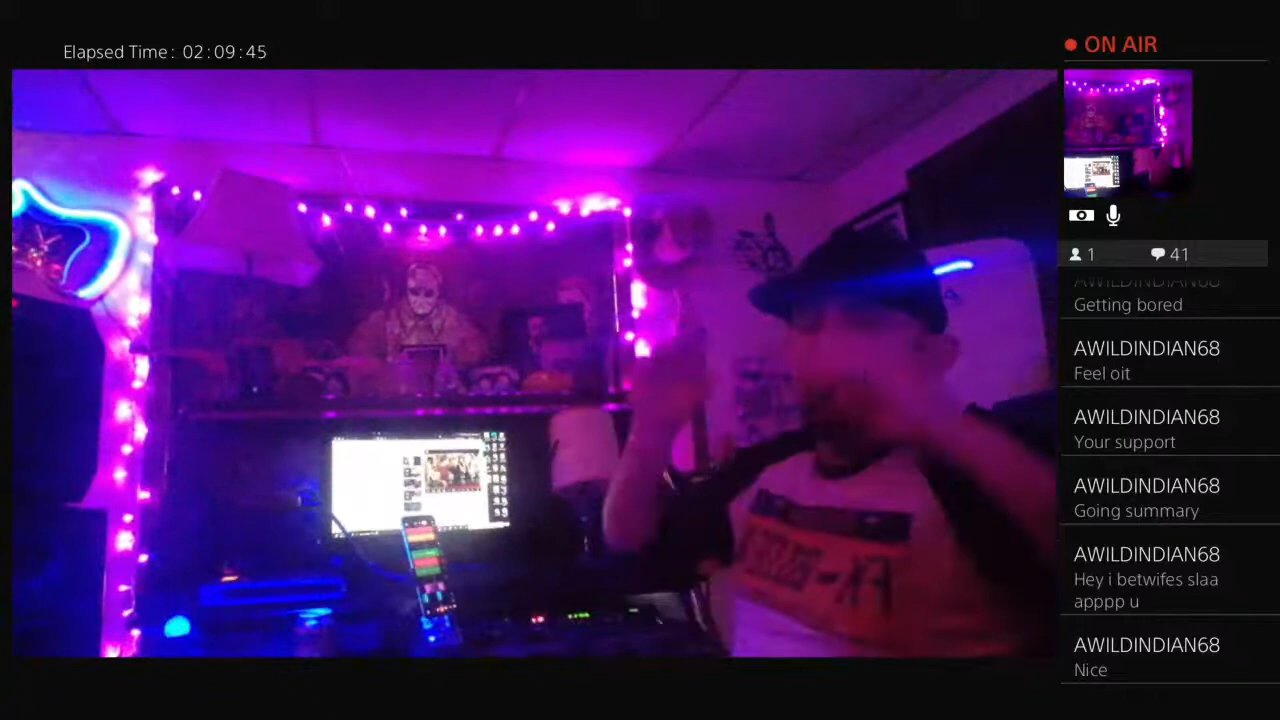 Elapsed Time: 02:09:45
ON AIR
1
41
AWILDINDIAN68
Getting bored
AWILDINDIAN68
Feel oit
AWILDINDIAN68
Your support
AWILDINDIAN68
Going summary
AWILDINDIAN68
Hey i betwifes slaa
apppp u
AWILDINDIAN68
Nice